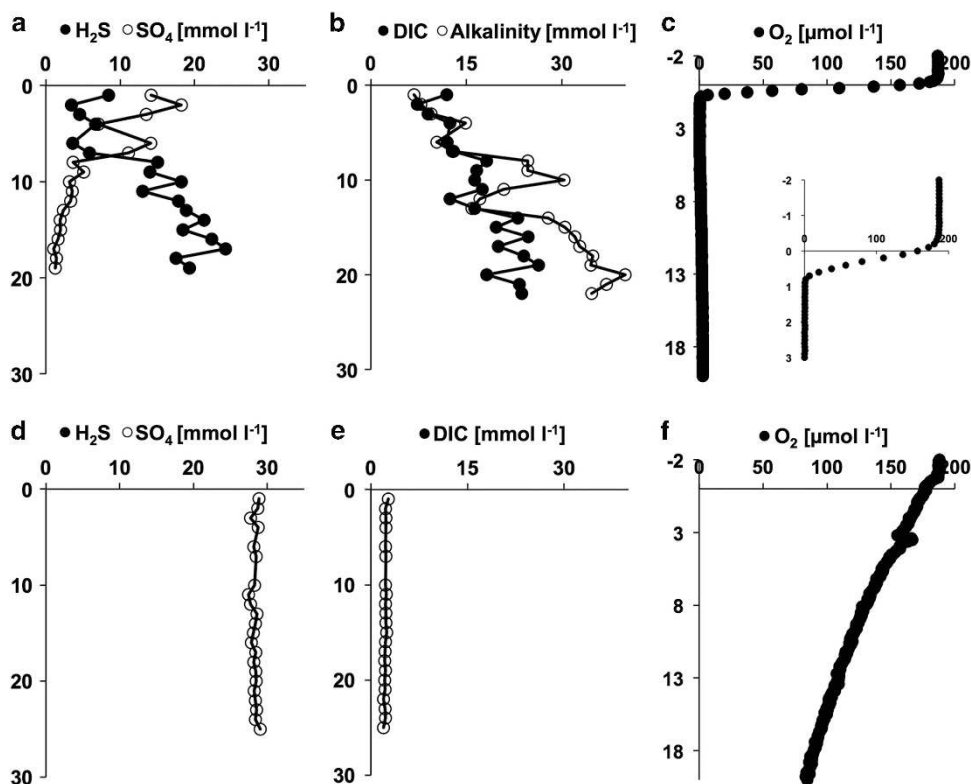 a
● H₂S ○ SO₄ [mmol l⁻¹]
0 10 20 30
0
10
20
30
b
● DIC ○ Alkalinity [mmol l⁻¹]
0 15 30
0
10
20
30
c
● O₂ [µmol l⁻¹]
0 50 100 150 200
-2
3
8
13
18
0 100 200
-2
-1
0
1
2
3
d
● H₂S ○ SO₄ [mmol l⁻¹]
0 10 20 30
0
10
20
30
e
● DIC [mmol l⁻¹]
0 15 30
0
10
20
30
f
● O₂ [µmol l⁻¹]
0 50 100 150 200
-2
3
8
13
18